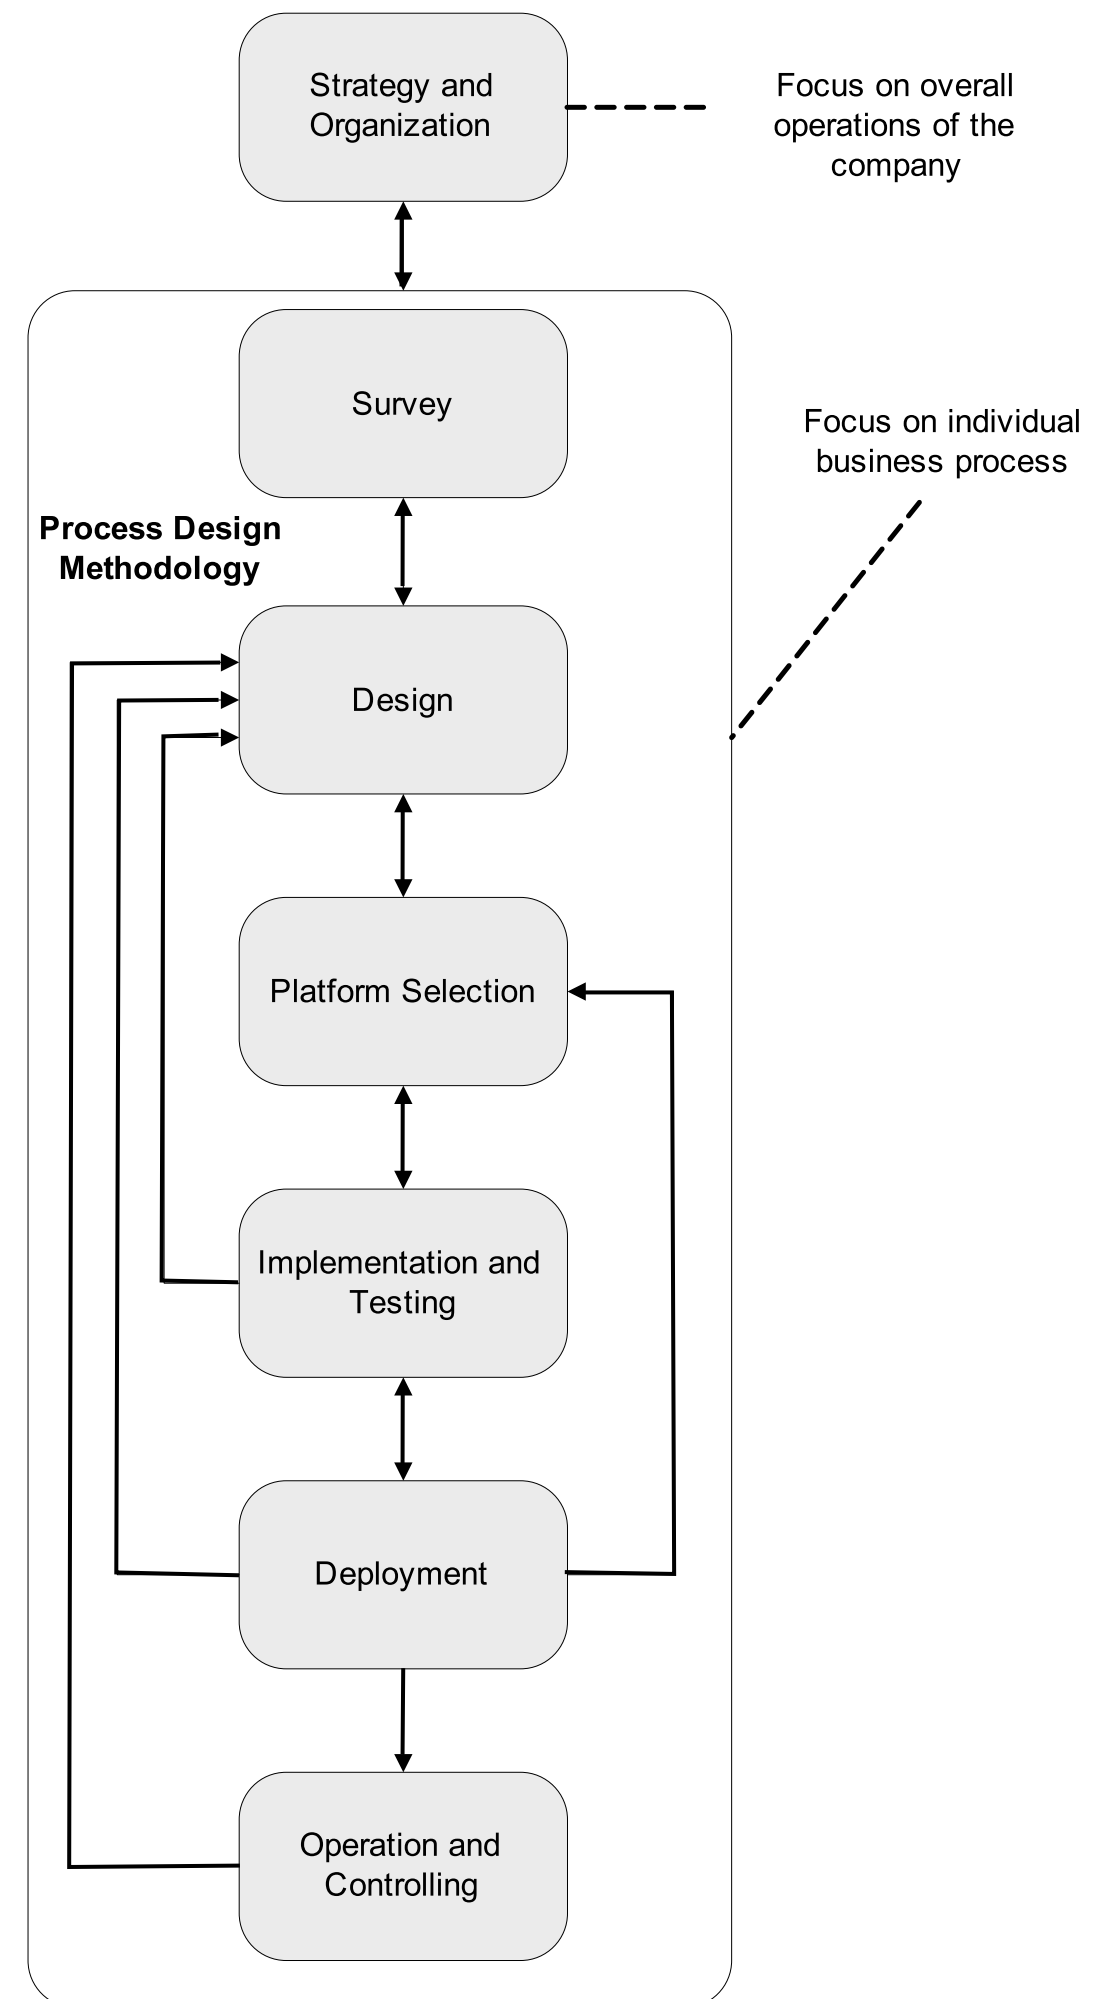 Strategy and
Organization
Focus on overall
operations of the
company
Survey
Focus on individual
business process
Process Design
Methodology
Design
Platform Selection
Implementation and
Testing
Deployment
Operation and
Controlling